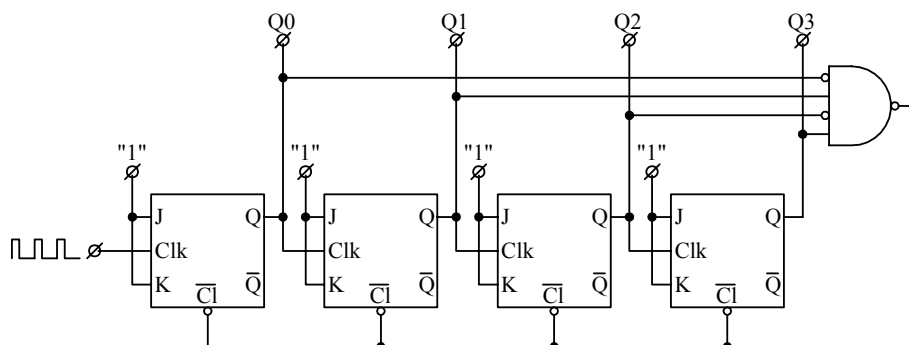 Q0 Q1 Q2 Q3
"1" "1" "1" "1"
J Q J Q J Q J Q
Clk Clk Clk Clk
K Q̅ K Q̅ K Q̅ K Q̅
C̅l̅ C̅l̅ C̅l̅ C̅l̅